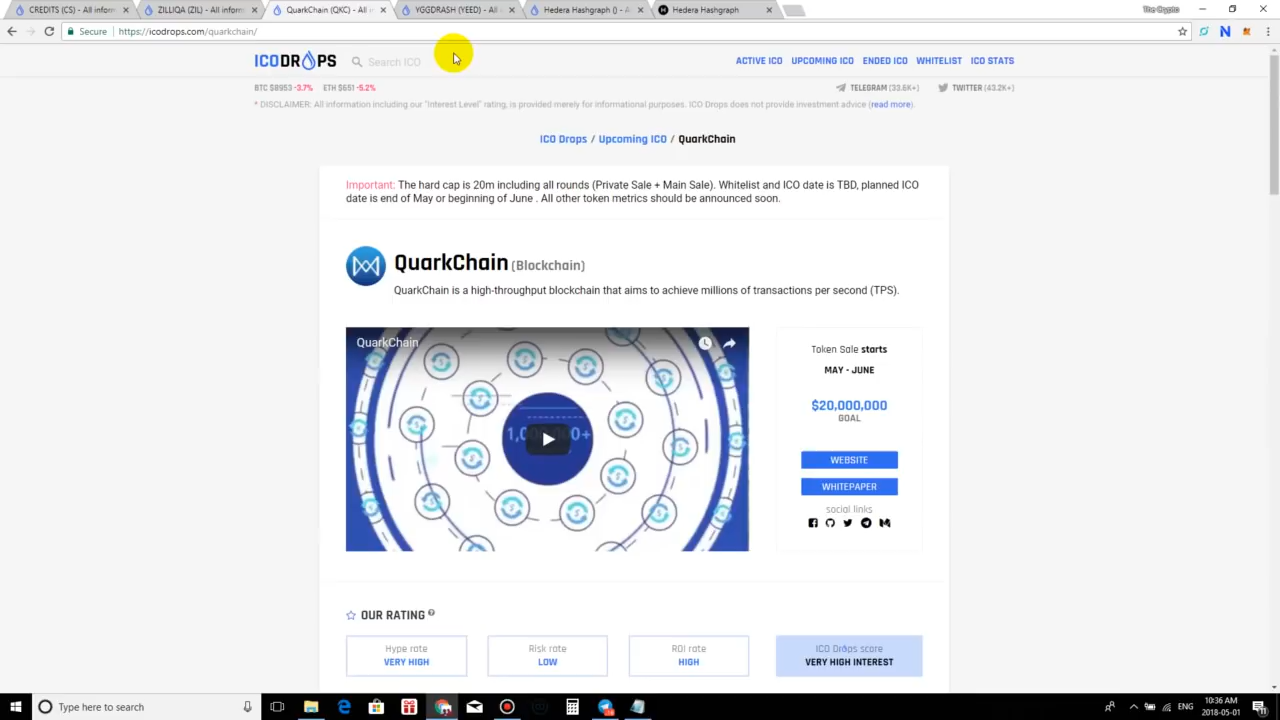 CREDITS (CS) - All inform
ZILLIQA (ZIL) - All informa
QuarkChain (QKC) - All
YGGDRASH (YEED) - All
Hedera Hashgraph () - A
Hedera Hashgraph
The Crypto
Secure
https://icodrops.com/quarkchain/
ICODROPS
Search ICO
ACTIVE ICO UPCOMING ICO ENDED ICO WHITELIST ICO STATS
BTC $8953 -3.7% ETH $651 -5.2%
TELEGRAM (33.6K+) TWITTER (43.2K+)
* DISCLAIMER: All information including our "Interest Level" rating, is provided merely for informational purposes. ICO Drops does not provide investment advice (read more).
ICO Drops / Upcoming ICO / QuarkChain
Important: The hard cap is 20m including all rounds (Private Sale + Main Sale). Whitelist and ICO date is TBD, planned ICO
date is end of May or beginning of June . All other token metrics should be announced soon.
QuarkChain (Blockchain)
QuarkChain is a high-throughput blockchain that aims to achieve millions of transactions per second (TPS).
QuarkChain
Token Sale starts
MAY - JUNE
$20,000,000
GOAL
WEBSITE
WHITEPAPER
social links
OUR RATING
Hype rate
VERY HIGH
Risk rate
LOW
ROI rate
HIGH
ICO Drops score
VERY HIGH INTEREST
Type here to search
ENG
10:36 AM
2018-05-01